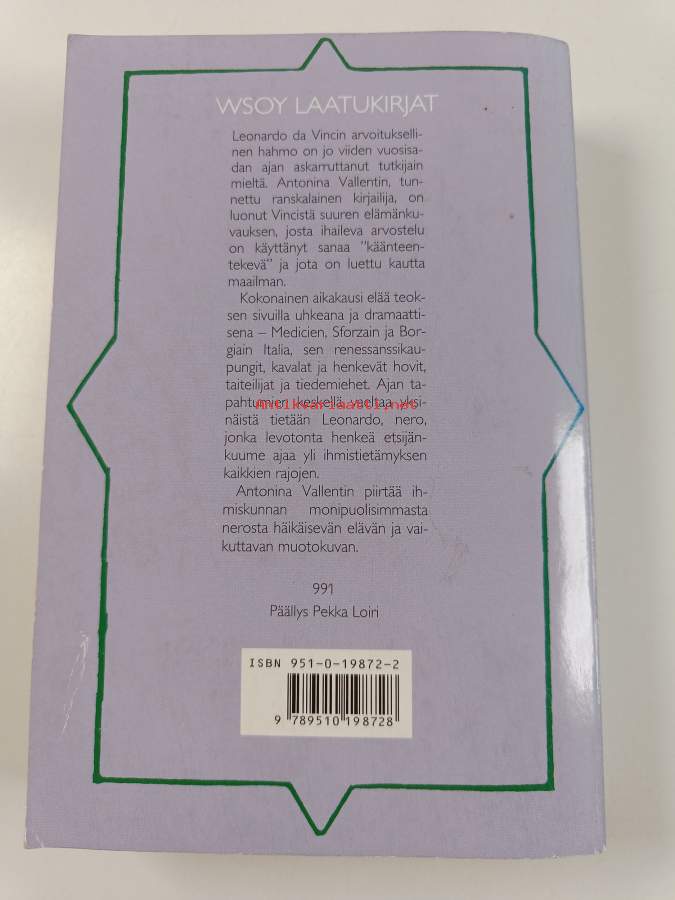 WSOY LAATUKIRJAT
Leonardo da Vincin arvoitukselli-
nen hahmo on jo viiden vuosisa-
dan ajan askarruttanut tutkijain
mieltä. Antonina Vallentin, tun-
nettu ranskalainen kirjailija, on
luonut Vincistä suuren elämänku-
vauksen, josta ihaileva arvostelu
on käyttänyt sanaa "käänteen-
tekevä" ja jota on luettu kautta
maailman.
Kokonainen aikakausi elää teok-
sen sivuilla uhkeana ja dramaatti-
sena – Medicien, Sforzain ja Bor-
giain Italia, sen renessanssikau-
pungit, kavalat ja henkevät hovit,
taiteilijat ja tiedemiehet. Ajan ta-
pahtumien keskellä vaeltaa yksi-
Antikvariaatti.net
näistä tietään Leonardo, nero,
jonka levotonta henkeä etsijän-
kuume ajaa yli ihmistietämyksen
kaikkien rajojen.
Antonina Vallentin piirtää ih-
miskunnan monipuolisimmasta
nerosta häikäisevän elävän ja vai-
kuttavan muotokuvan.
991
Päällys Pekka Loiri
ISBN 951-0-19872-2
9 789510 198728